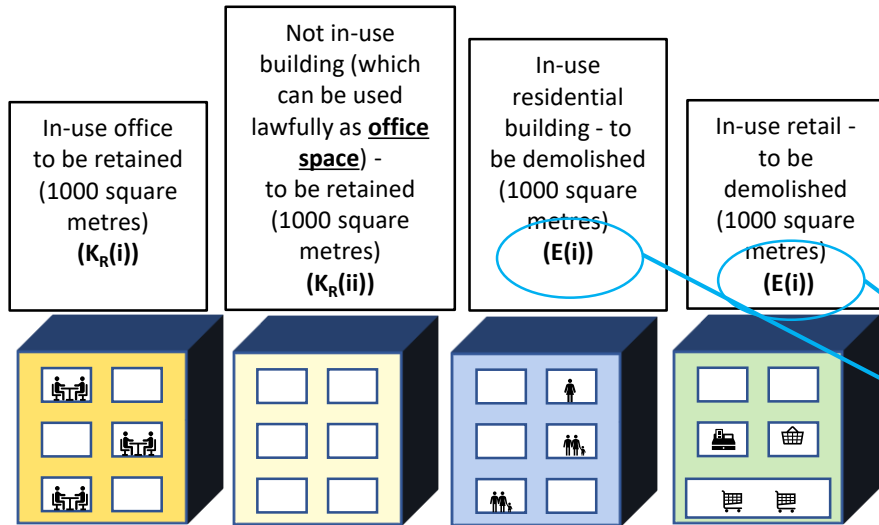 In-use office
to be retained
(1000 square
metres)
(KR(i))
Not in-use
building (which
can be used
lawfully as office
space) -
to be retained
(1000 square
metres)
(KR(ii))
In-use
residential
building - to
be demolished
(1000 square
metres)
(E(i))
In-use retail -
to be
demolished
(1000 square
metres)
(E(i))